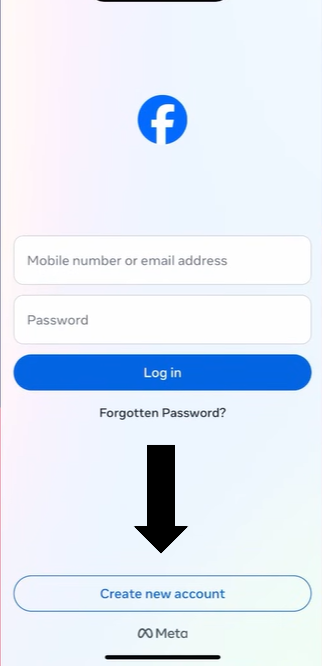 Mobile number or email address
Password
Log in
Forgotten Password?
Create new account
Meta